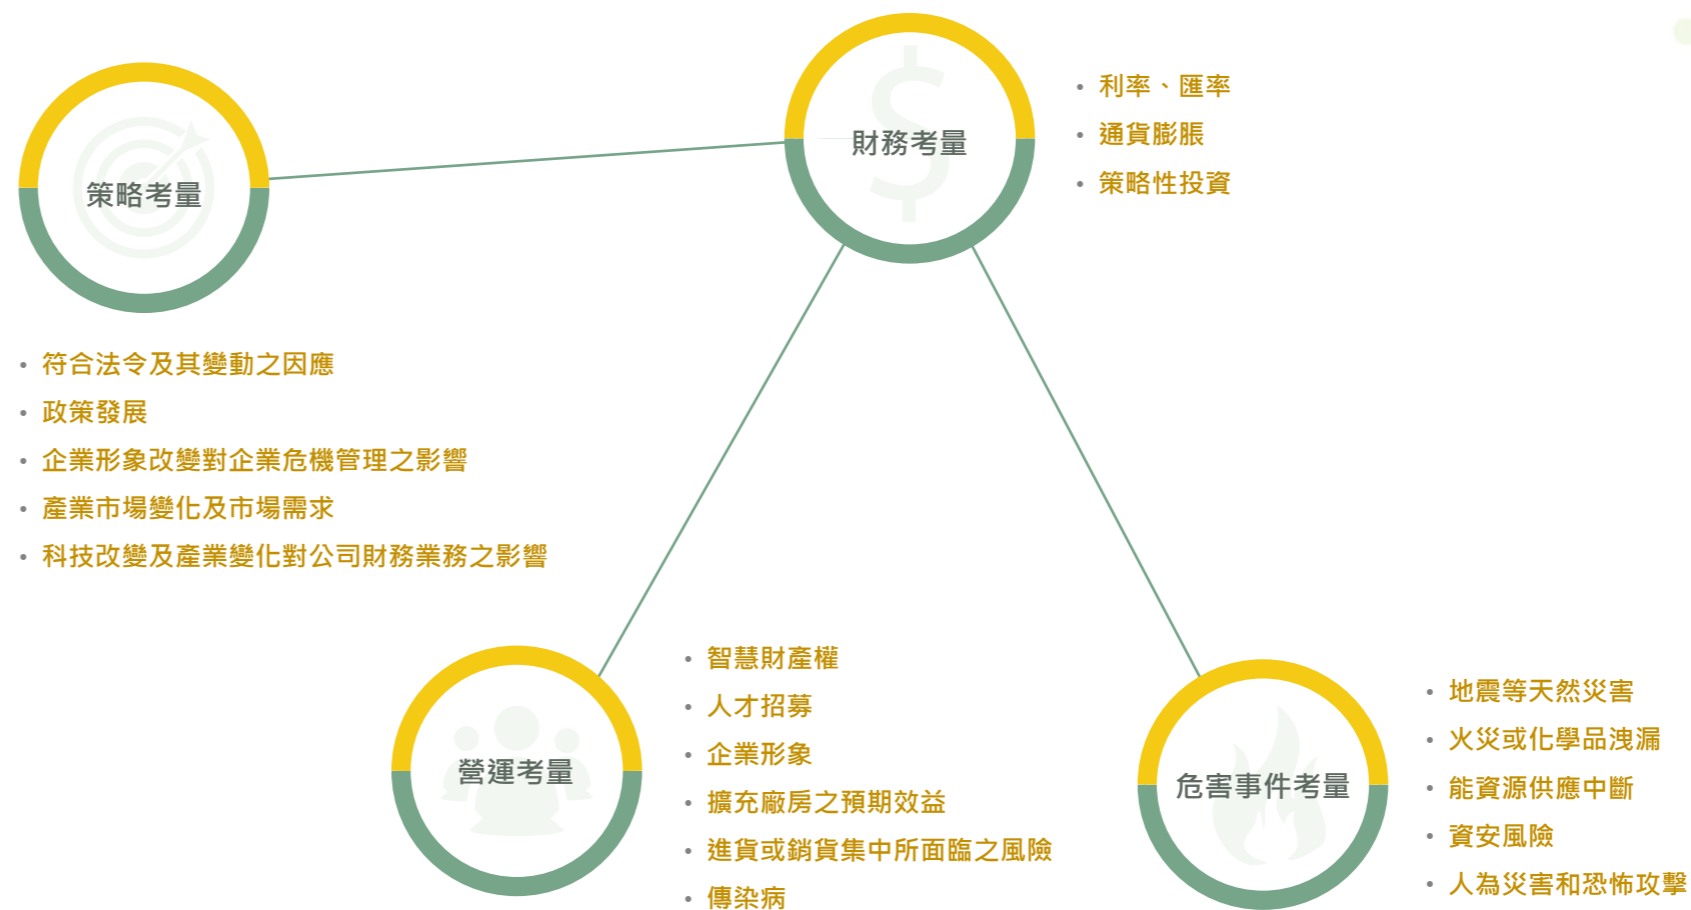 策略考量
• 符合法令及其變動之因應
• 政策發展
• 企業形象改變對企業危機管理之影響
• 產業市場變化及市場需求
• 科技改變及產業變化對公司財務業務之影響
財務考量
• 利率、匯率
• 通貨膨脹
• 策略性投資
營運考量
• 智慧財產權
• 人才招募
• 企業形象
• 擴充廠房之預期效益
• 進貨或銷貨集中所面臨之風險
• 傳染病
危害事件考量
• 地震等天然災害
• 火災或化學品洩漏
• 能資源供應中斷
• 資安風險
• 人為災害和恐怖攻擊